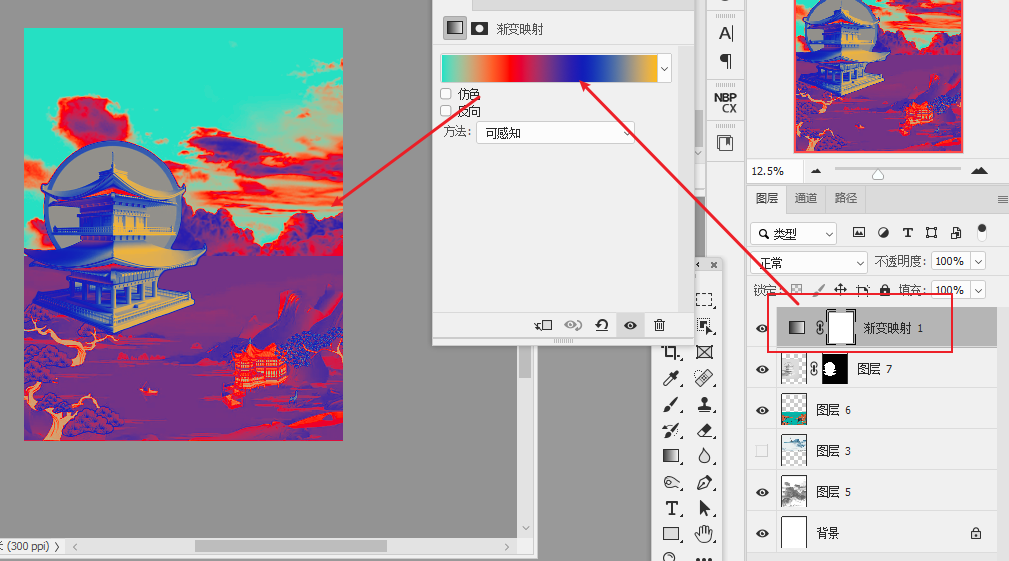 渐变映射
仿色
反向
方法: 可感知
A|
¶
NBP
CX
12.5%
图层 通道 路径
类型
T
正常 不透明度: 100%
锁定: 填充: 100%
渐变映射 1
图层 7
图层 6
图层 3
图层 5
背景
T
(300 ppi)